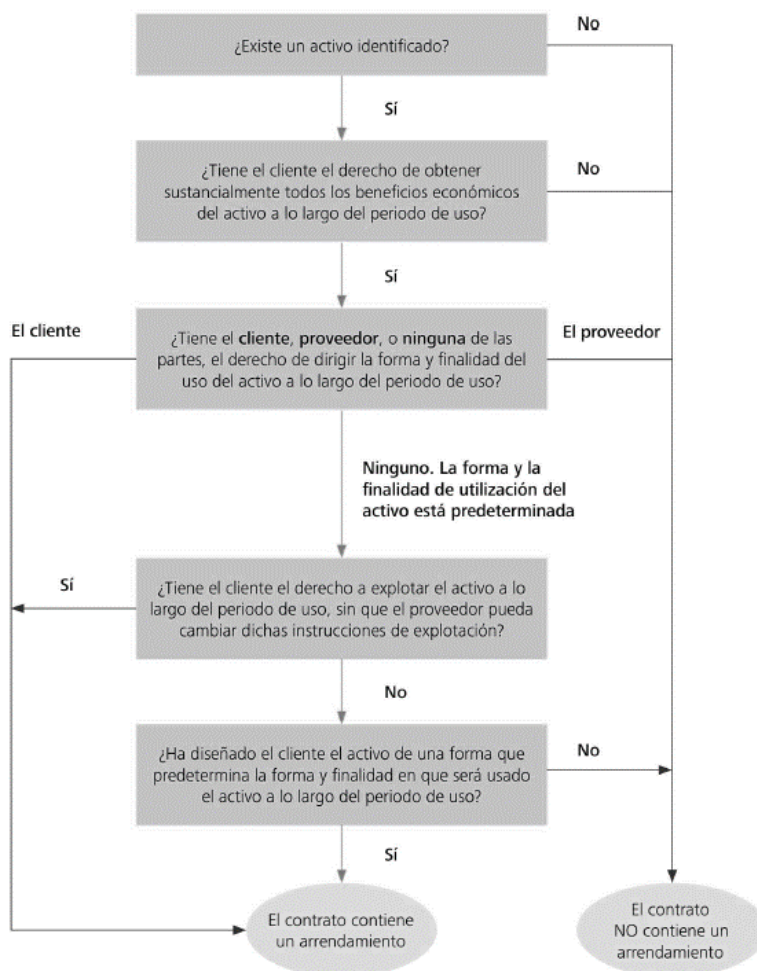 ¿Existe un activo identificado?
No
Sí
¿Tiene el cliente el derecho de obtener
sustancialmente todos los beneficios económicos
del activo a lo largo del periodo de uso?
No
Sí
El cliente
¿Tiene el cliente, proveedor, o ninguna de las
partes, el derecho de dirigir la forma y finalidad del
uso del activo a lo largo del periodo de uso?
El proveedor
Ninguno. La forma y la
finalidad de utilización del
activo está predeterminada
Sí
¿Tiene el cliente el derecho a explotar el activo a lo
largo del periodo de uso, sin que el proveedor pueda
cambiar dichas instrucciones de explotación?
No
¿Ha diseñado el cliente el activo de una forma que
predetermina la forma y finalidad en que será usado
el activo a lo largo del periodo de uso?
No
Sí
El contrato contiene
un arrendamiento
El contrato
NO contiene un
arrendamiento